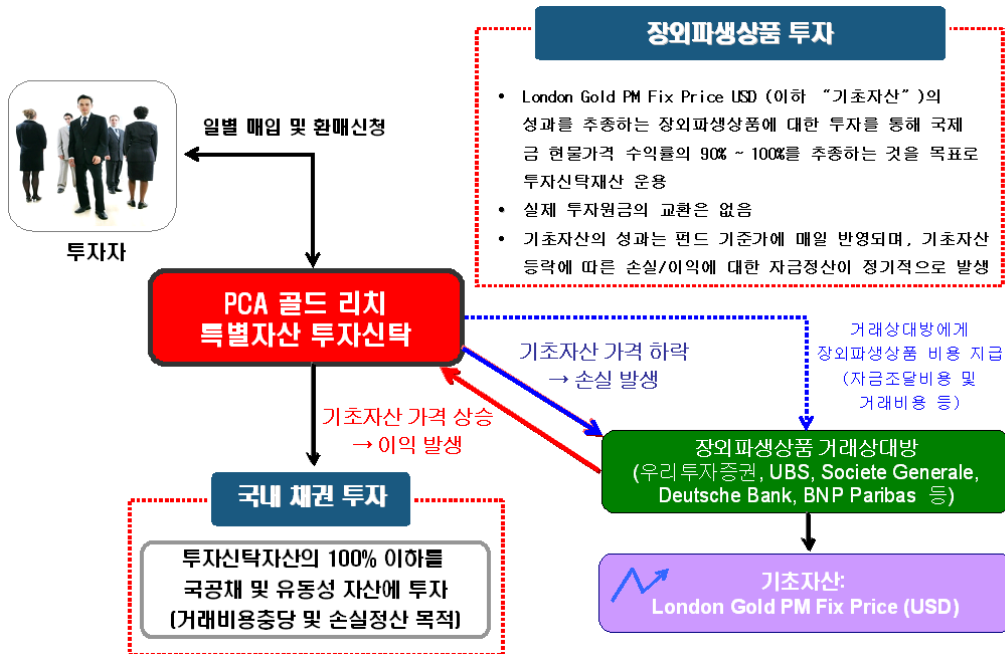 장외파생상품 투자
• London Gold PM Fix Price USD (이하 “기초자산”)의
성과를 추종하는 장외파생상품에 대한 투자를 통해 국제
금 현물가격 수익률의 90% ~ 100%를 추종하는 것을 목표로
투자신탁재산 운용
• 실제 투자원금의 교환은 없음
• 기초자산의 성과는 펀드 기준가에 매일 반영되며, 기초자산
등락에 따른 손실/이익에 대한 자금정산이 정기적으로 발생
일별 매입 및 환매신청
투자자
PCA 골드 리치
특별자산 투자신탁
기초자산 가격 하락
→ 손실 발생
거래상대방에게
장외파생상품 비용 지급
(자금조달비용 및
거래비용 등)
기초자산 가격 상승
→ 이익 발생
장외파생상품 거래상대방
(우리투자증권, UBS, Societe Generale,
Deutsche Bank, BNP Paribas 등)
국내 채권 투자
투자신탁자산의 100% 이하를
국공채 및 유동성 자산에 투자
(거래비용충당 및 손실정산 목적)
기초자산:
London Gold PM Fix Price (USD)